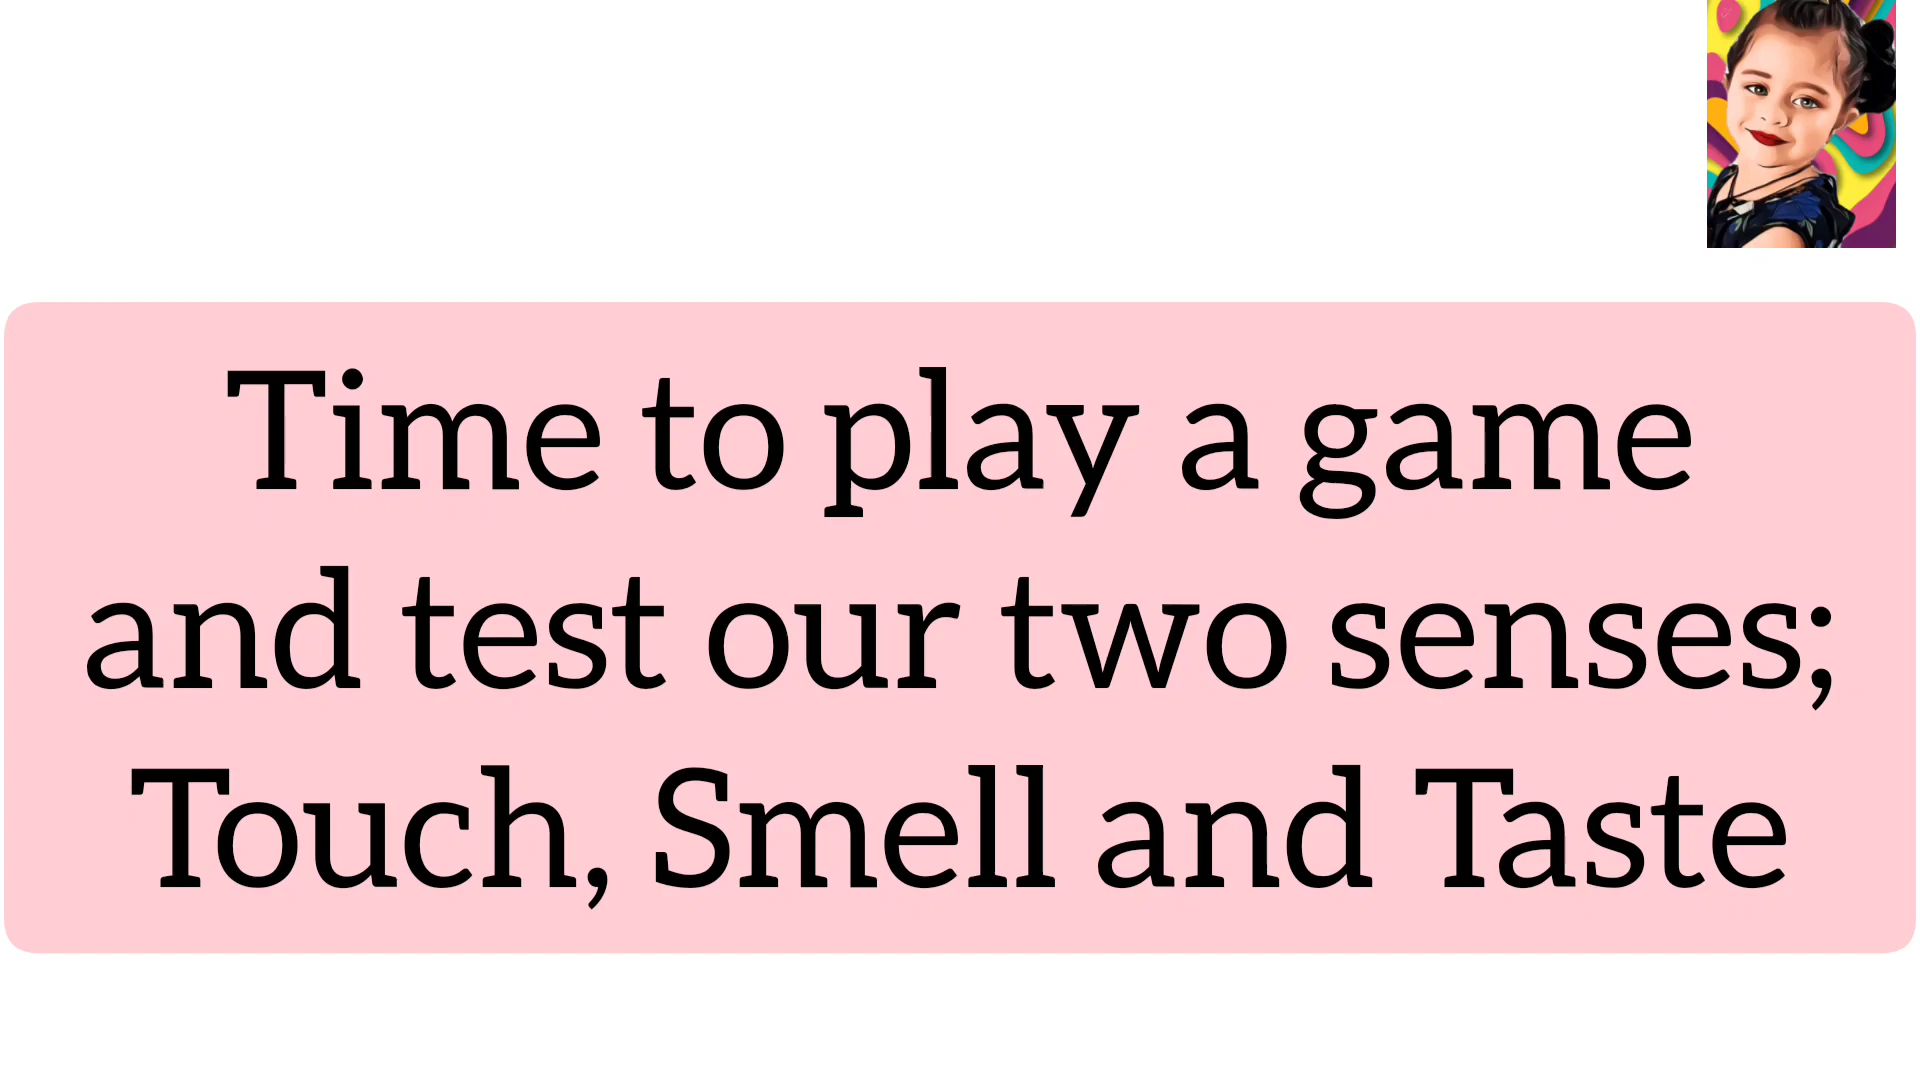 Time to play a game
and test our two senses;
Touch, Smell and Taste